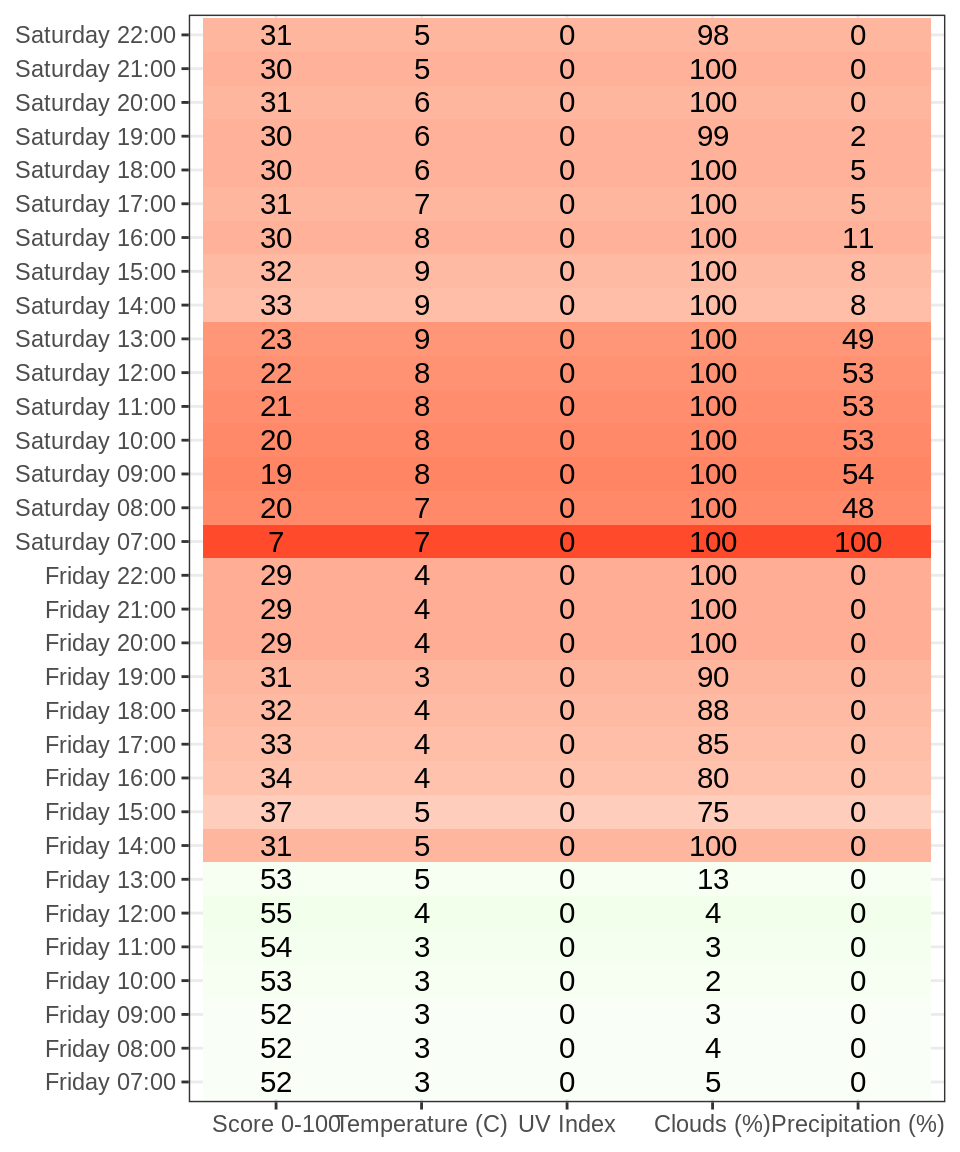 Saturday 22:00 31 5 0 98 0
Saturday 21:00 30 5 0 100 0
Saturday 20:00 31 6 0 100 0
Saturday 19:00 30 6 0 99 2
Saturday 18:00 30 6 0 100 5
Saturday 17:00 31 7 0 100 5
Saturday 16:00 30 8 0 100 11
Saturday 15:00 32 9 0 100 8
Saturday 14:00 33 9 0 100 8
Saturday 13:00 23 9 0 100 49
Saturday 12:00 22 8 0 100 53
Saturday 11:00 21 8 0 100 53
Saturday 10:00 20 8 0 100 53
Saturday 09:00 19 8 0 100 54
Saturday 08:00 20 7 0 100 48
Saturday 07:00 7 7 0 100 100
Friday 22:00 29 4 0 100 0
Friday 21:00 29 4 0 100 0
Friday 20:00 29 4 0 100 0
Friday 19:00 31 3 0 90 0
Friday 18:00 32 4 0 88 0
Friday 17:00 33 4 0 85 0
Friday 16:00 34 4 0 80 0
Friday 15:00 37 5 0 75 0
Friday 14:00 31 5 0 100 0
Friday 13:00 53 5 0 13 0
Friday 12:00 55 4 0 4 0
Friday 11:00 54 3 0 3 0
Friday 10:00 53 3 0 2 0
Friday 09:00 52 3 0 3 0
Friday 08:00 52 3 0 4 0
Friday 07:00 52 3 0 5 0
Score 0-100 Temperature (C) UV Index Clouds (%) Precipitation (%)